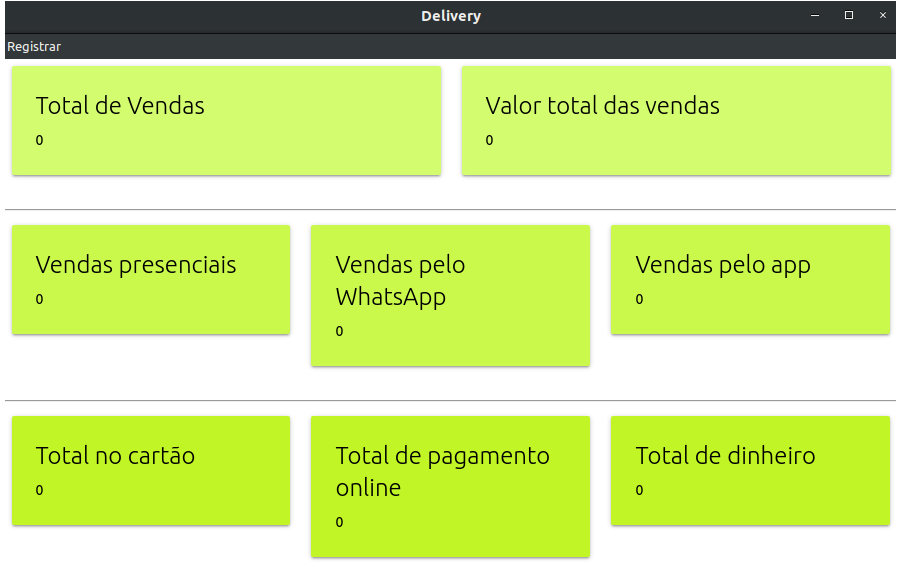 Delivery
Registrar
Total de Vendas
0
Valor total das vendas
0
Vendas presenciais
0
Vendas pelo
WhatsApp
0
Vendas pelo app
0
Total no cartão
0
Total de pagamento
online
0
Total de dinheiro
0